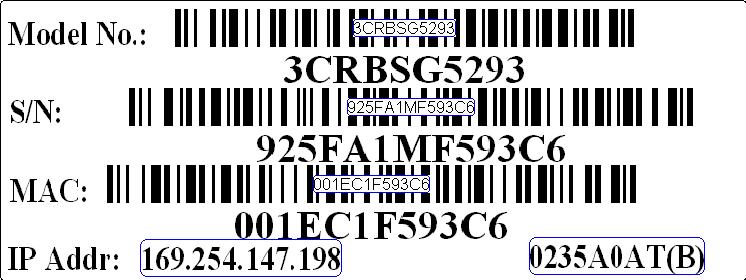 Model No.: 3CRBSG5293
3CRBSG5293
S/N: 925FA1MF593C6
925FA1MF593C6
MAC: 001EC1F593C6
001EC1F593C6
IP Addr: 169.254.147.198 0235A0AT(B)